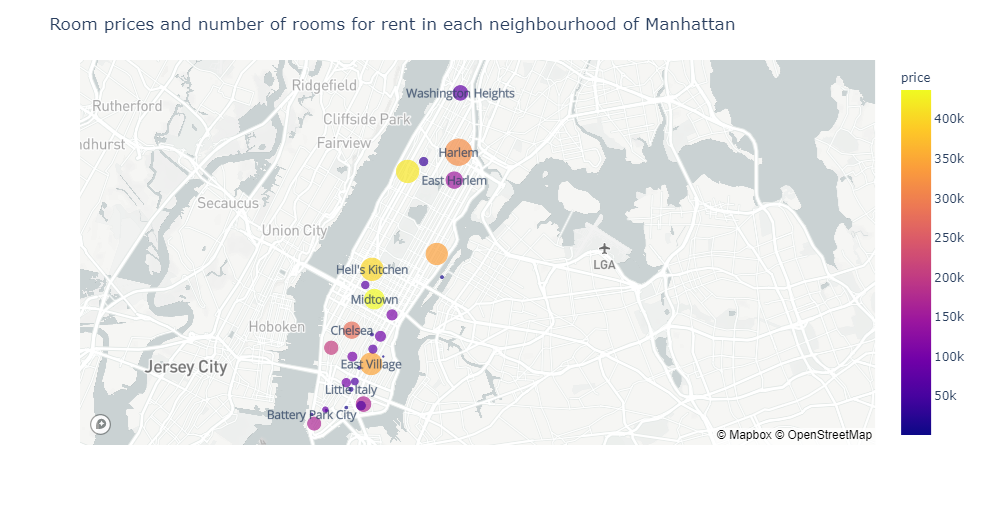 Room prices and number of rooms for rent in each neighbourhood of Manhattan
Ridgefield
Washington Heights
Rutherford
Cliffside Park
Fairview
dhurst
Harlem
East Harlem
Secaucus
Union City
LGA
Hell's Kitchen
Midtown
Hoboken
Chelsea
Jersey City
East Village
Little Italy
Battery Park City
© Mapbox © OpenStreetMap
price
400k
350k
300k
250k
200k
150k
100k
50k